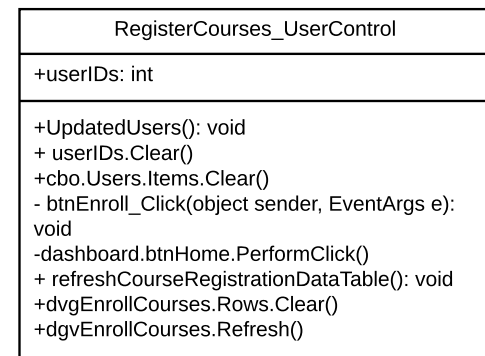 RegisterCourses_UserControl
+userIDs: int
+UpdatedUsers(): void
+ userIDs.Clear()
+cbo.Users.Items.Clear()
- btnEnroll_Click(object sender, EventArgs e):
void
-dashboard.btnHome.PerformClick()
+ refreshCourseRegistrationDataTable(): void
+dvgEnrollCourses.Rows.Clear()
+dgvEnrollCourses.Refresh()